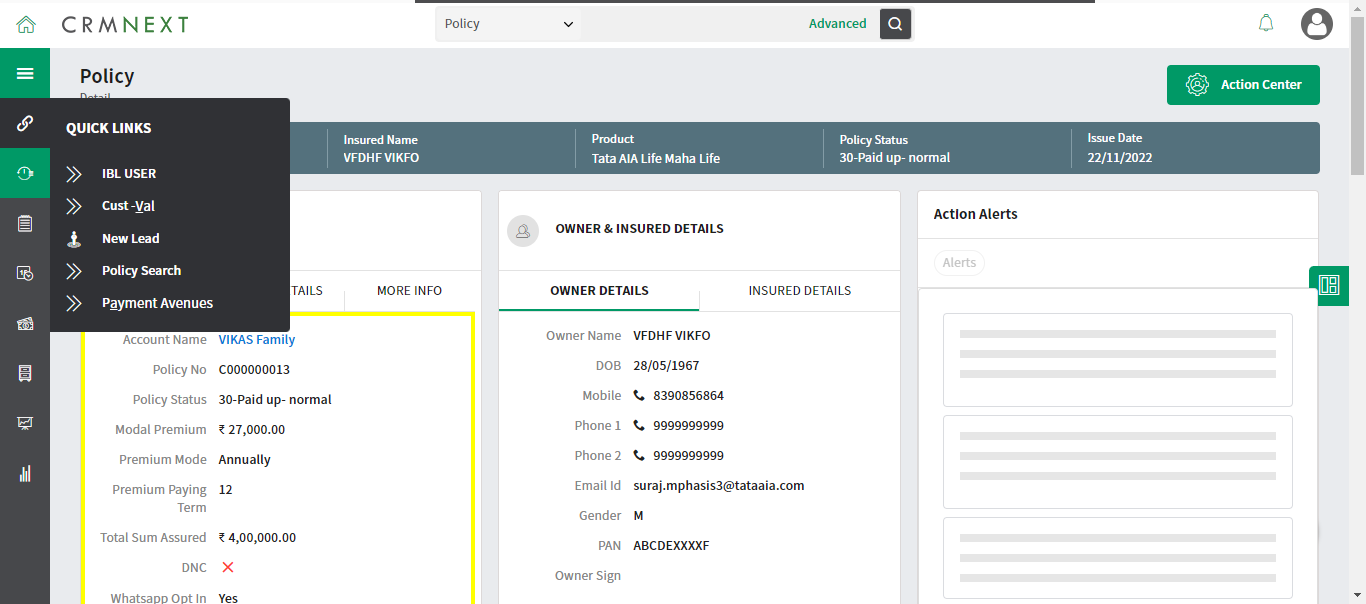 CRMNEXT
Policy
Advanced
Policy
Detail
Action Center
QUICK LINKS
IBL USER
Cust -Val
New Lead
Policy Search
Payment Avenues
Insured Name
VFDHF VIKFO
Product
Tata AIA Life Maha Life
Policy Status
30-Paid up- normal
Issue Date
22/11/2022
TAILS
MORE INFO
Account Name VIKAS Family
Policy No C000000013
Policy Status 30-Paid up- normal
Modal Premium ₹ 27,000.00
Premium Mode Annually
Premium Paying 12
Term
Total Sum Assured ₹ 4,00,000.00
DNC
Whatsapp Opt In Yes
OWNER & INSURED DETAILS
OWNER DETAILS
INSURED DETAILS
Owner Name VFDHF VIKFO
DOB 28/05/1967
Mobile 8390856864
Phone 1 9999999999
Phone 2 9999999999
Email Id suraj.mphasis3@tataaia.com
Gender M
PAN ABCDEXXXXF
Owner Sign
Action Alerts
Alerts